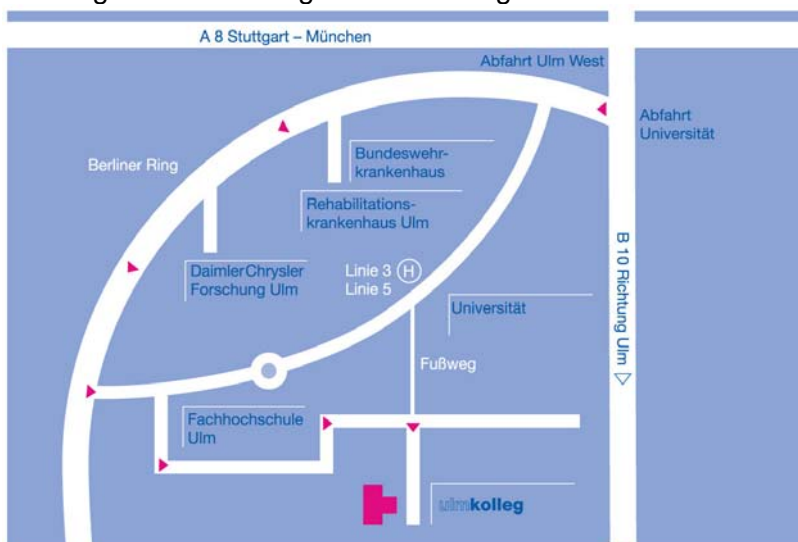 A 8 Stuttgart – München
Abfahrt Ulm West
Abfahrt
Universität
Berliner Ring
Bundeswehr-
krankenhaus
Rehabilitations-
krankenhaus Ulm
B 10 Richtung Ulm
DaimlerChrysler
Forschung Ulm
Linie 3 H
Linie 5
Universität
Fußweg
Fachhochschule
Ulm
ulmkolleg